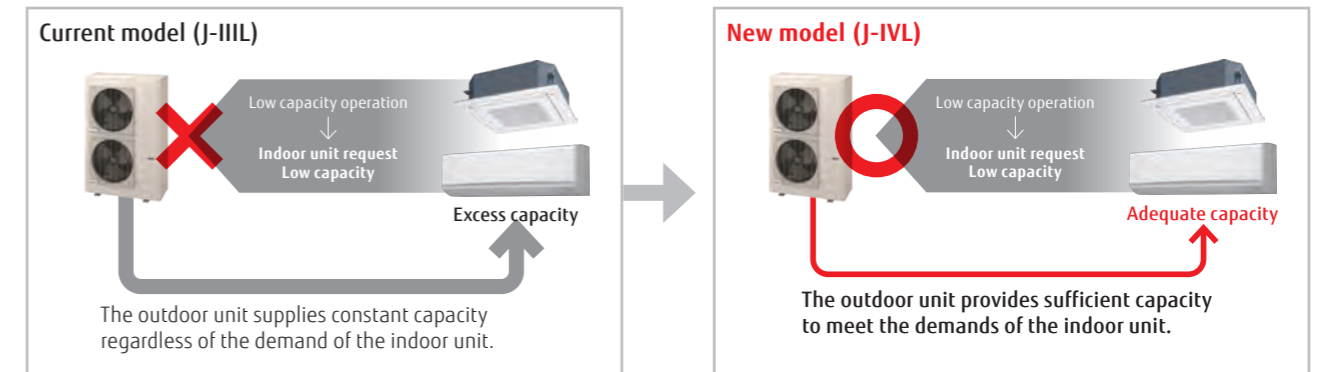 Current model (J-IIIL)
Low capacity operation
↓
Indoor unit request
Low capacity
Excess capacity
The outdoor unit supplies constant capacity
regardless of the demand of the indoor unit.
New model (J-IVL)
Low capacity operation
↓
Indoor unit request
Low capacity
Adequate capacity
The outdoor unit provides sufficient capacity
to meet the demands of the indoor unit.